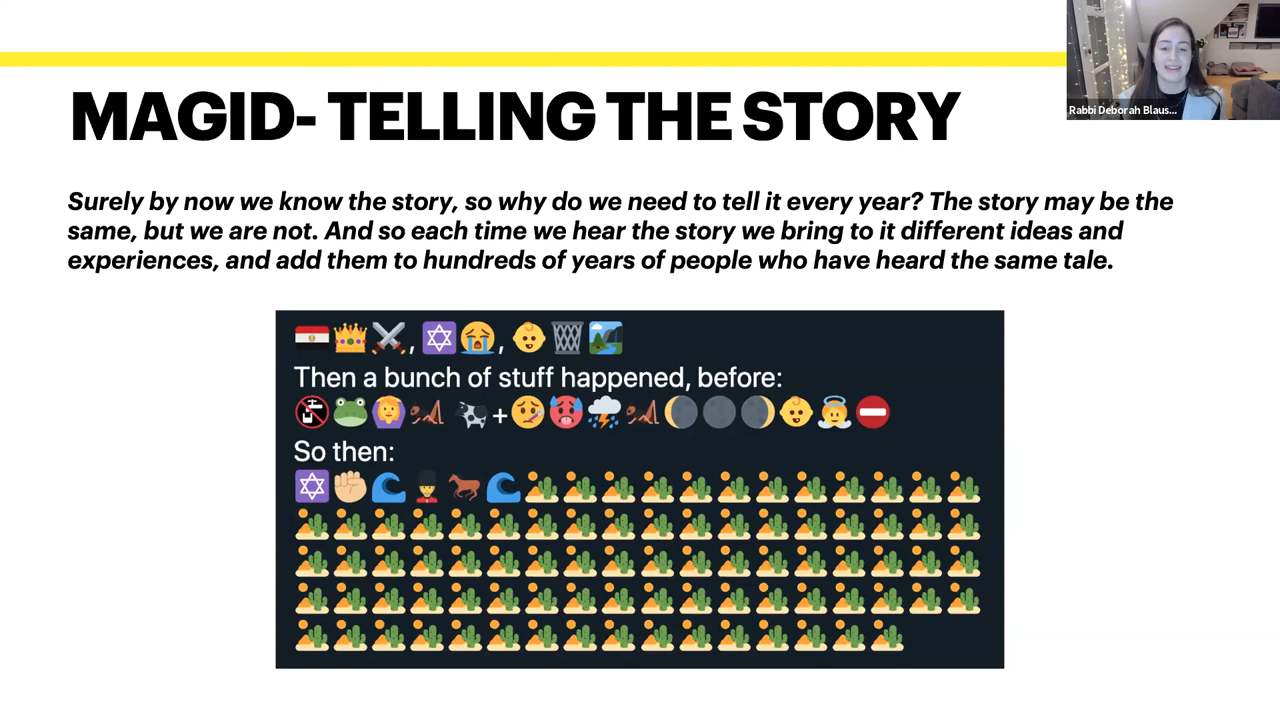 MAGID- TELLING THE STORY
Rabbi Deborah Blaus...
Surely by now we know the story, so why do we need to tell it every year? The story may be the
same, but we are not. And so each time we hear the story we bring to it different ideas and
experiences, and add them to hundreds of years of people who have heard the same tale.
🇪🇬👑⚔️, ✡️😭, 👶🗑️🏞️
Then a bunch of stuff happened, before:
🚱🐸🙆🦗 🐄+🤒🥵⛈️🦗🌘🌑🌒👶👼⛔
So then:
✡️✊🏼🌊💂🐎🌊🏜️🏜️🏜️🏜️🏜️🏜️🏜️🏜️🏜️🏜️🏜️🏜️
🏜️🏜️🏜️🏜️🏜️🏜️🏜️🏜️🏜️🏜️🏜️🏜️🏜️🏜️🏜️🏜️🏜️🏜️
🏜️🏜️🏜️🏜️🏜️🏜️🏜️🏜️🏜️🏜️🏜️🏜️🏜️🏜️🏜️🏜️🏜️🏜️
🏜️🏜️🏜️🏜️🏜️🏜️🏜️🏜️🏜️🏜️🏜️🏜️🏜️🏜️🏜️🏜️🏜️🏜️
🏜️🏜️🏜️🏜️🏜️🏜️🏜️🏜️🏜️🏜️🏜️🏜️🏜️🏜️🏜️🏜️